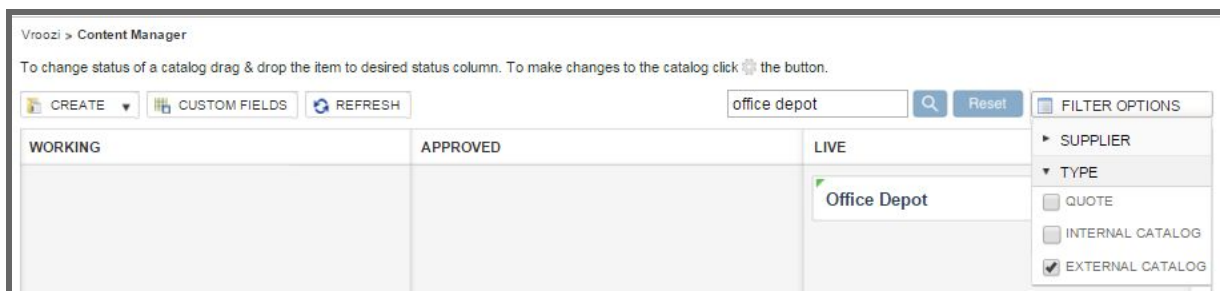 Vroozi > Content Manager
To change status of a catalog drag & drop the item to desired status column. To make changes to the catalog click the button.
CREATE CUSTOM FIELDS REFRESH office depot Reset FILTER OPTIONS
WORKING APPROVED LIVE
SUPPLIER
TYPE
Office Depot
QUOTE
INTERNAL CATALOG
EXTERNAL CATALOG